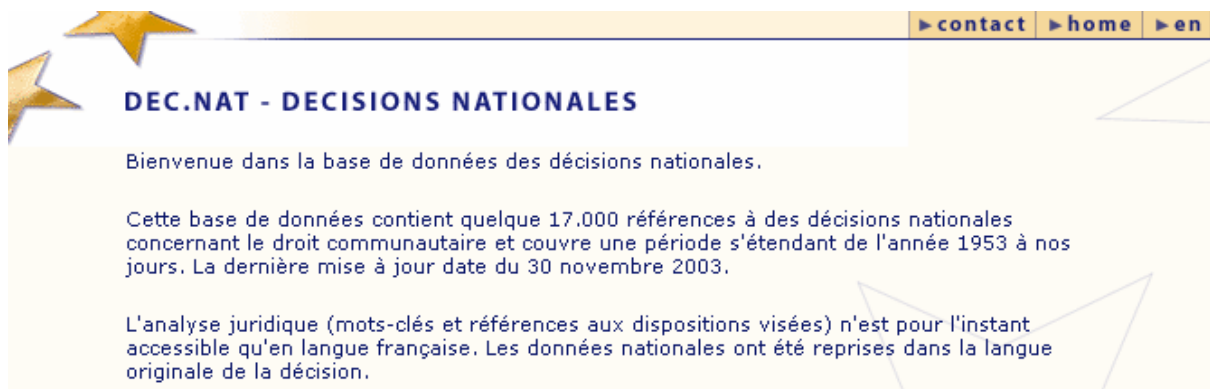 contact home en
DEC.NAT - DECISIONS NATIONALES
Bienvenue dans la base de données des décisions nationales.
Cette base de données contient quelque 17.000 références à des décisions nationales
concernant le droit communautaire et couvre une période s'étendant de l'année 1953 à nos
jours. La dernière mise à jour date du 30 novembre 2003.
L'analyse juridique (mots-clés et références aux dispositions visées) n'est pour l'instant
accessible qu'en langue française. Les données nationales ont été reprises dans la langue
originale de la décision.